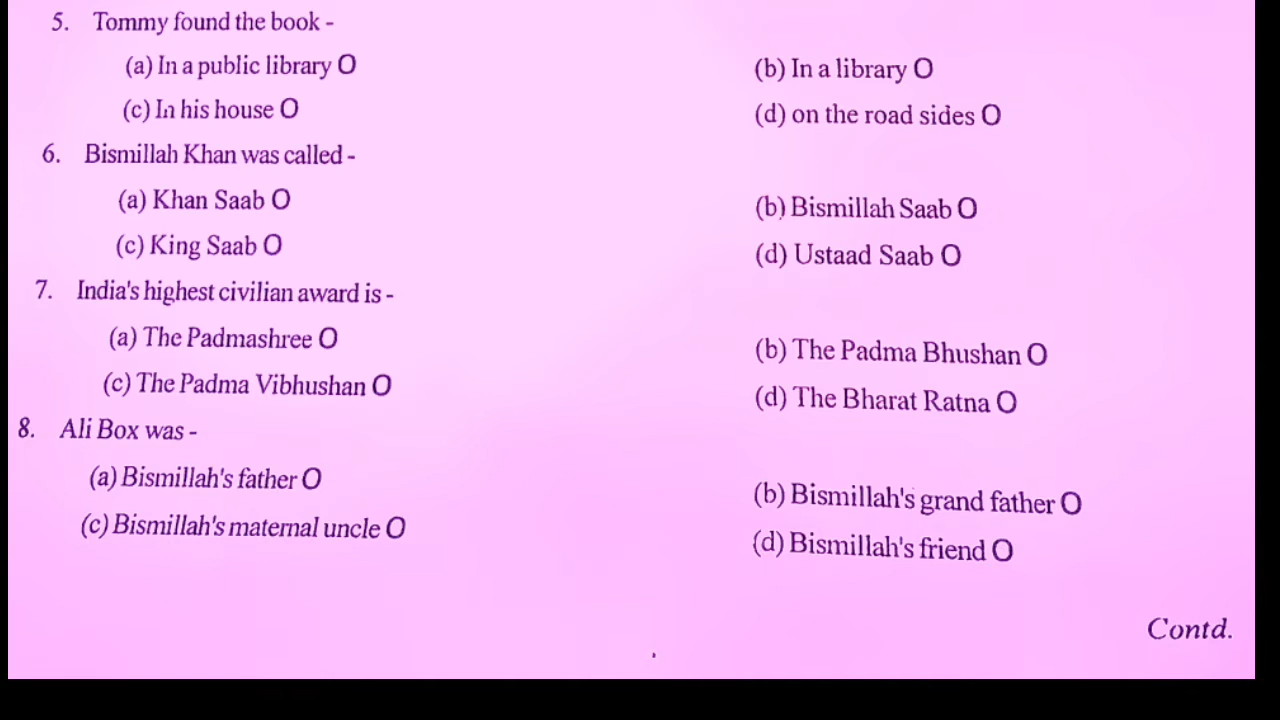 5. Tommy found the book -
(a) In a public library O (b) In a library O
(c) In his house O (d) on the road sides O
6. Bismillah Khan was called -
(a) Khan Saab O (b) Bismillah Saab O
(c) King Saab O (d) Ustaad Saab O
7. India's highest civilian award is -
(a) The Padmashree O (b) The Padma Bhushan O
(c) The Padma Vibhushan O (d) The Bharat Ratna O
8. Ali Box was -
(a) Bismillah's father O (b) Bismillah's grand father O
(c) Bismillah's maternal uncle O (d) Bismillah's friend O
Contd.